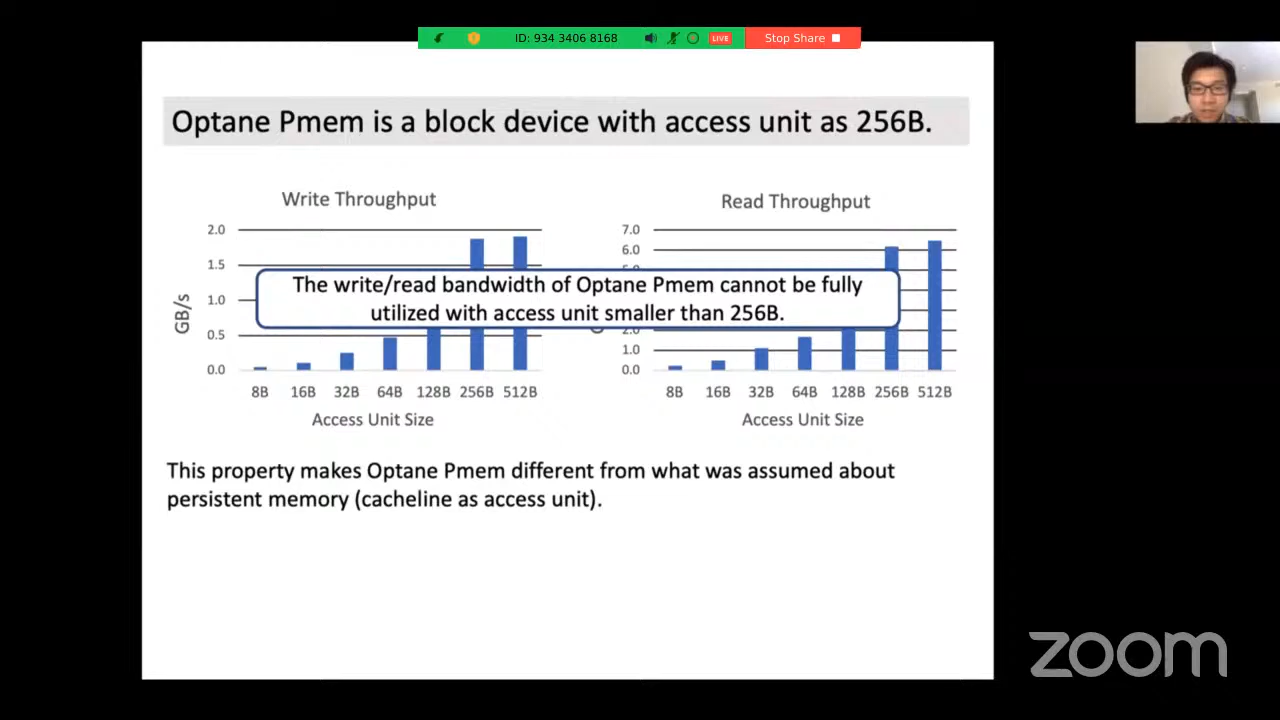 ID: 934 3406 8168
LIVE
Stop Share
Optane Pmem is a block device with access unit as 256B.
Write Throughput
2.0
1.5
1.0
0.5
0.0
GB/s
8B 16B 32B 64B 128B 256B 512B
Access Unit Size
Read Throughput
7.0
6.0
2.0
1.0
0.0
8B 16B 32B 64B 128B 256B 512B
Access Unit Size
The write/read bandwidth of Optane Pmem cannot be fully
utilized with access unit smaller than 256B.
This property makes Optane Pmem different from what was assumed about
persistent memory (cacheline as access unit).
zoom